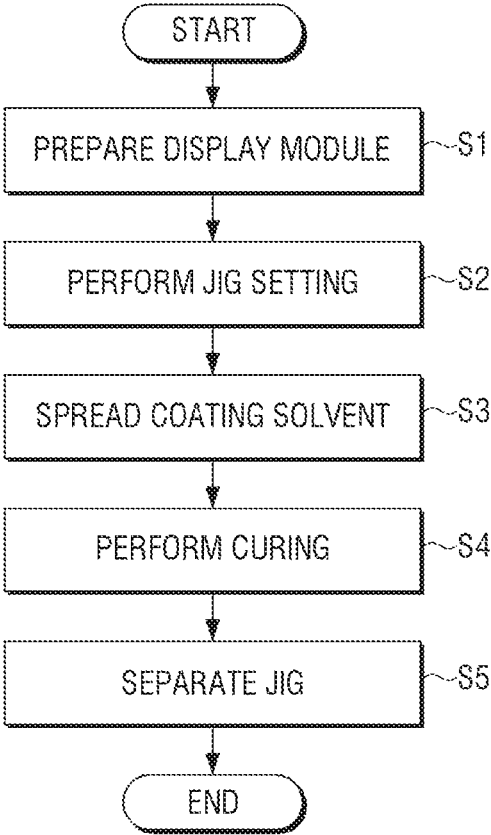 START
PREPARE DISPLAY MODULE S1
PERFORM JIG SETTING S2
SPREAD COATING SOLVENT S3
PERFORM CURING S4
SEPARATE JIG S5
END